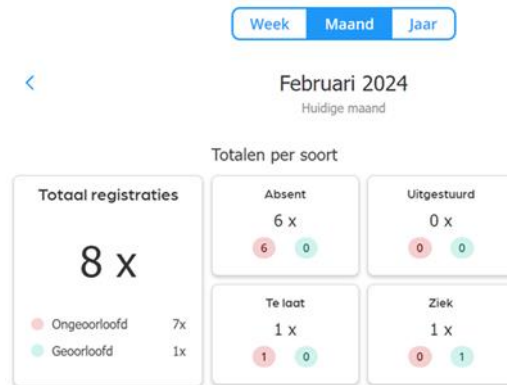 Week Maand Jaar
Februari 2024
Huidige maand
Totalen per soort
Totaal registraties
8 x
Ongeoorloofd 7x
Geoorloofd 1x
Absent
6 x
6 0
Uitgestuurd
0 x
0 0
Te laat
1 x
1 0
Ziek
1 x
0 1